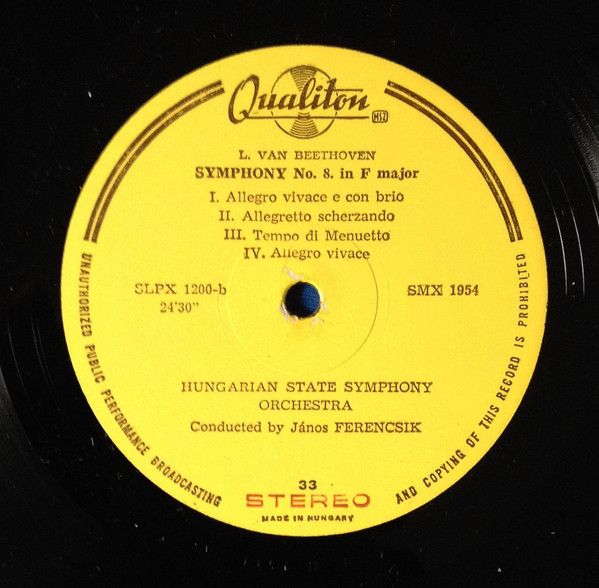 Qualiton
MSZ
L. VAN BEETHOVEN
SYMPHONY No. 8. in F major
I. Allegro vivace e con brio
II. Allegretto scherzando
III. Tempo di Menuetto
IV. Allegro vivace
SLPX 1200-b
24'30"
SMX 1954
HUNGARIAN STATE SYMPHONY
ORCHESTRA
Conducted by János FERENCSIK
33
STEREO
MADE IN HUNGARY
UNAUTHORIZED PUBLIC PERFORMANCE BROADCASTING AND COPYING OF THIS RECORD IS PROHIBITED